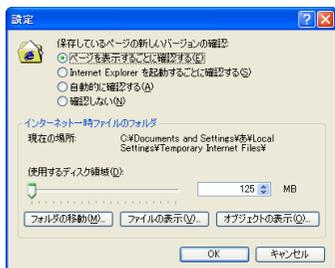 設定
保存しているページの新しいバージョンの確認:
ページを表示するごとに確認する(E)
Internet Explorer を起動するごとに確認する(S)
自動的に確認する(A)
確認しない(N)
インターネット一時ファイルのフォルダ
現在の場所: C:¥Documents and Settings¥あ¥Local
Settings¥Temporary Internet Files¥
使用するディスク領域(D):
125 MB
フォルダの移動(M)... ファイルの表示(V)... オブジェクトの表示(O)...
OK キャンセル